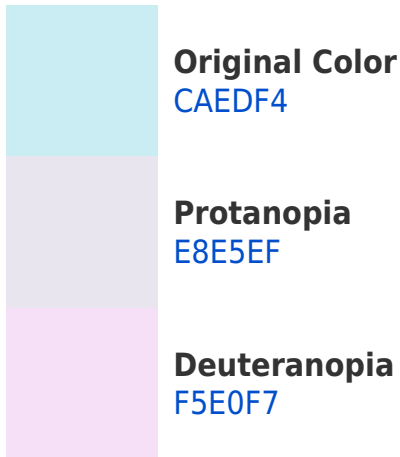 Original Color
CAEDF4
Protanopia
E8E5EF
Deuteranopia
F5E0F7